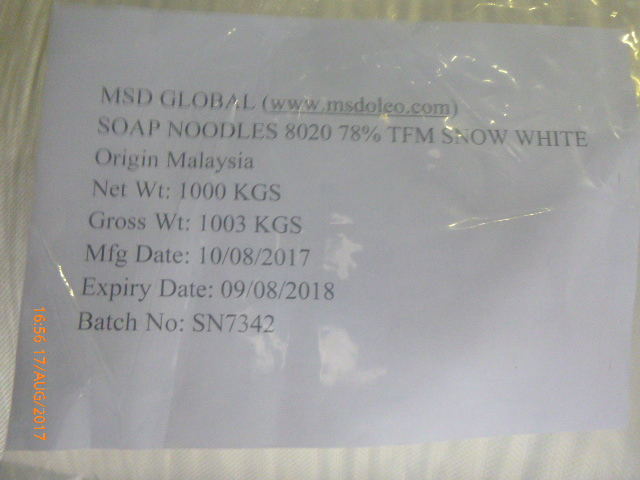 MSD GLOBAL (www.msdoleo.com)
SOAP NOODLES 8020 78% TFM SNOW WHITE
Origin Malaysia
Net Wt: 1000 KGS
Gross Wt: 1003 KGS
Mfg Date: 10/08/2017
Expiry Date: 09/08/2018
Batch No: SN7342
16:56 17/AUG/2017